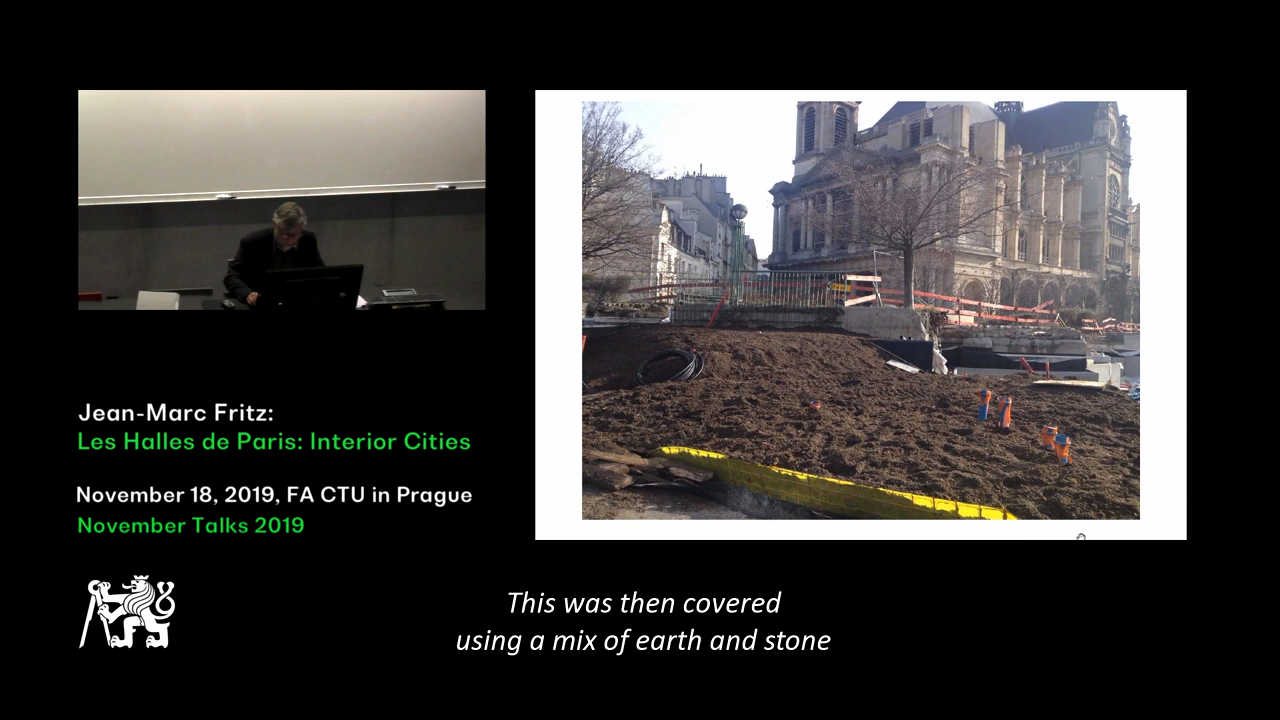 Jean-Marc Fritz:
Les Halles de Paris: Interior Cities
November 18, 2019, FA CTU in Prague
November Talks 2019
This was then covered
using a mix of earth and stone